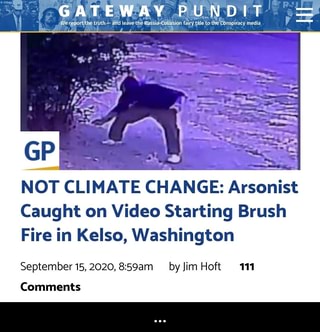 GATEWAY PUNDIT
We report the truth — and leave the Russia-Collusion fairy tale to the Conspiracy media
GP
NOT CLIMATE CHANGE: Arsonist
Caught on Video Starting Brush
Fire in Kelso, Washington
September 15, 2020, 8:59am by Jim Hoft 111
Comments
...